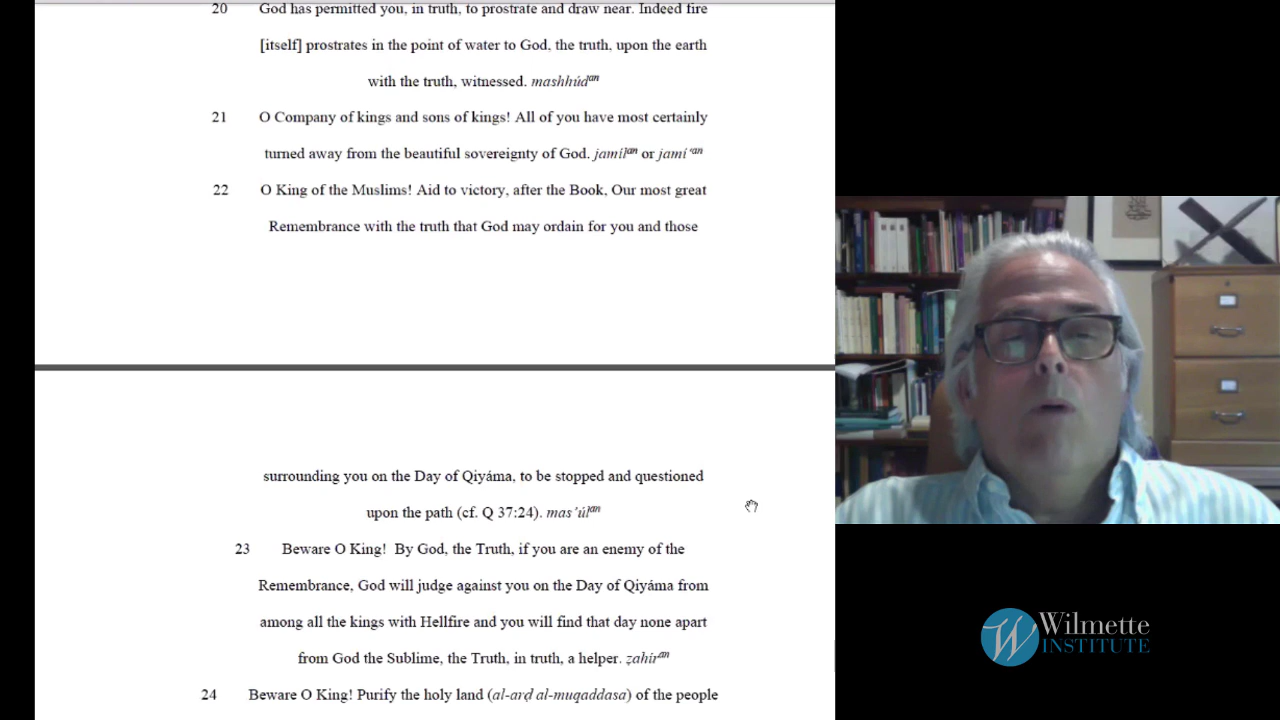 20 God has permitted you, in truth, to prostrate and draw near. Indeed fire
[itself] prostrates in the point of water to God, the truth, upon the earth
with the truth, witnessed. mashhúdan
21 O Company of kings and sons of kings! All of you have most certainly
turned away from the beautiful sovereignty of God. jamílan or jamí‘an
22 O King of the Muslims! Aid to victory, after the Book, Our most great
Remembrance with the truth that God may ordain for you and those
surrounding you on the Day of Qiyáma, to be stopped and questioned
upon the path (cf. Q 37:24). mas’úlan
23 Beware O King! By God, the Truth, if you are an enemy of the
Remembrance, God will judge against you on the Day of Qiyáma from
among all the kings with Hellfire and you will find that day none apart
from God the Sublime, the Truth, in truth, a helper. ẓahiran
24 Beware O King! Purify the holy land (al-arḍ al-muqaddasa) of the people
Wilmette
INSTITUTE